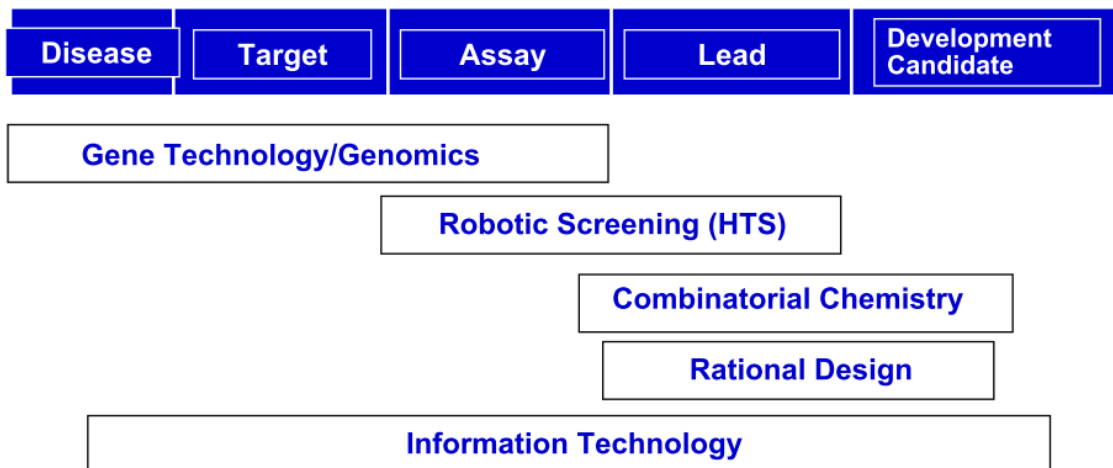 Disease
Target
Assay
Lead
Development
Candidate
Gene Technology/Genomics
Robotic Screening (HTS)
Combinatorial Chemistry
Rational Design
Information Technology